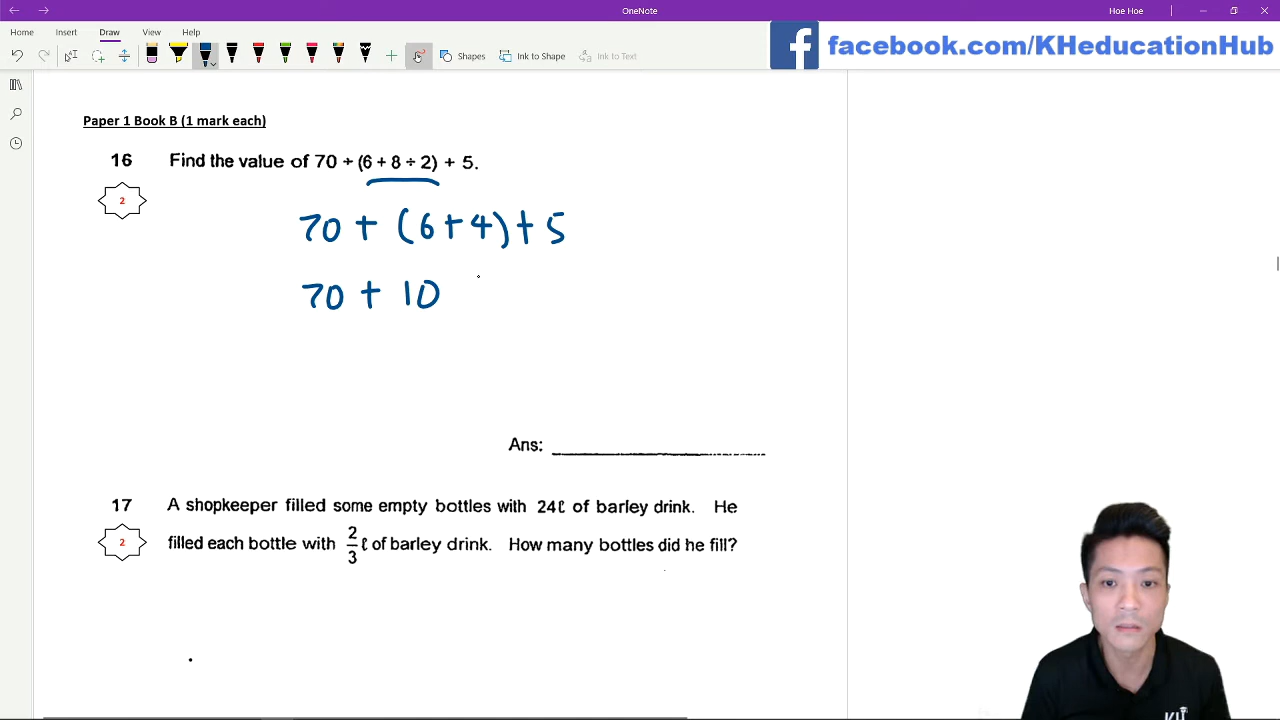 OneNote
Hoe Hoe
Home Insert Draw View Help
Shapes Ink to Shape Ink to Text
facebook.com/KHeducationHub
Paper 1 Book B (1 mark each)
16 Find the value of 70 + (6 + 8 ÷ 2) + 5.
2
70 + (6+4)+5
70 + 10
Ans:
17 A shopkeeper filled some empty bottles with 24ℓ of barley drink. He
2 filled each bottle with 2/3 ℓ of barley drink. How many bottles did he fill?
KH